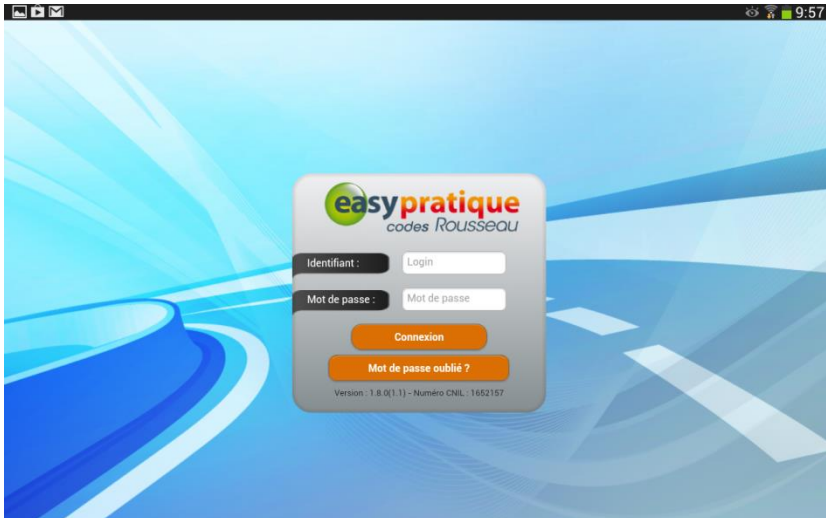 9:57
easypratique
codes Rousseau
Identifiant :
Login
Mot de passe :
Mot de passe
Connexion
Mot de passe oublié ?
Version : 1.8.0(1.1) - Numéro CNIL : 1652157